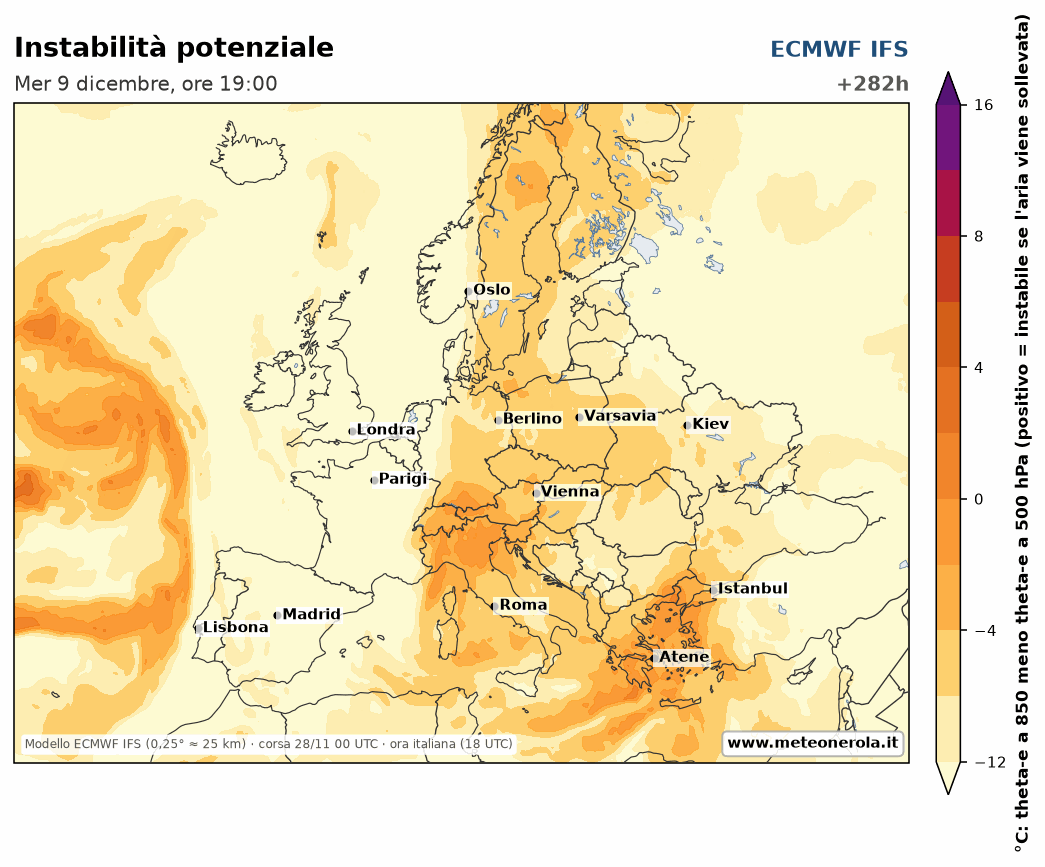 Instabilità potenziale
ECMWF IFS
Mer 9 dicembre, ore 19:00
+282h
Oslo
Berlino
Varsavia
Kiev
Londra
Parigi
Vienna
Istanbul
Roma
Madrid
Lisbona
Atene
Modello ECMWF IFS (0,25° ≈ 25 km) · corsa 28/11 00 UTC · ora italiana (18 UTC)
www.meteonerola.it
16
8
4
0
−4
−12
°C: theta-e a 850 meno theta-e a 500 hPa (positivo = instabile se l'aria viene sollevata)